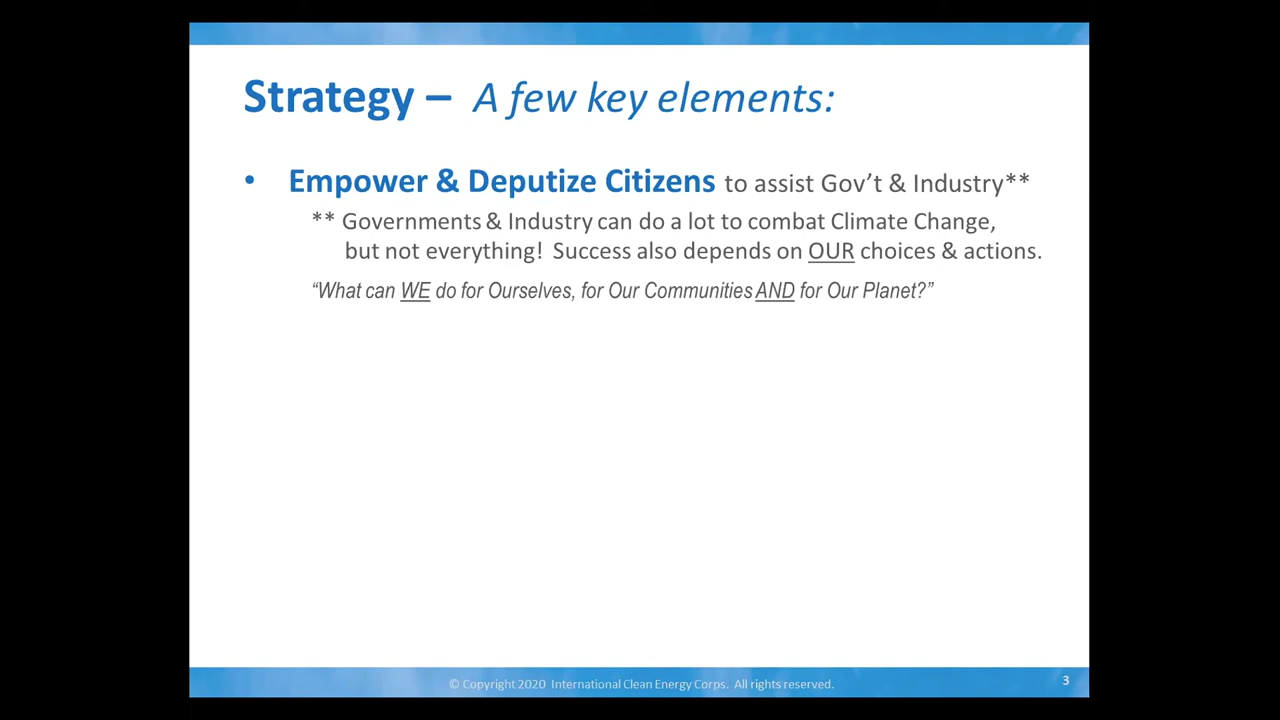 Strategy – A few key elements:
• Empower & Deputize Citizens to assist Gov’t & Industry**
** Governments & Industry can do a lot to combat Climate Change,
but not everything! Success also depends on OUR choices & actions.
“What can WE do for Ourselves, for Our Communities AND for Our Planet?”
© Copyright 2020 International Clean Energy Corps. All rights reserved.
3